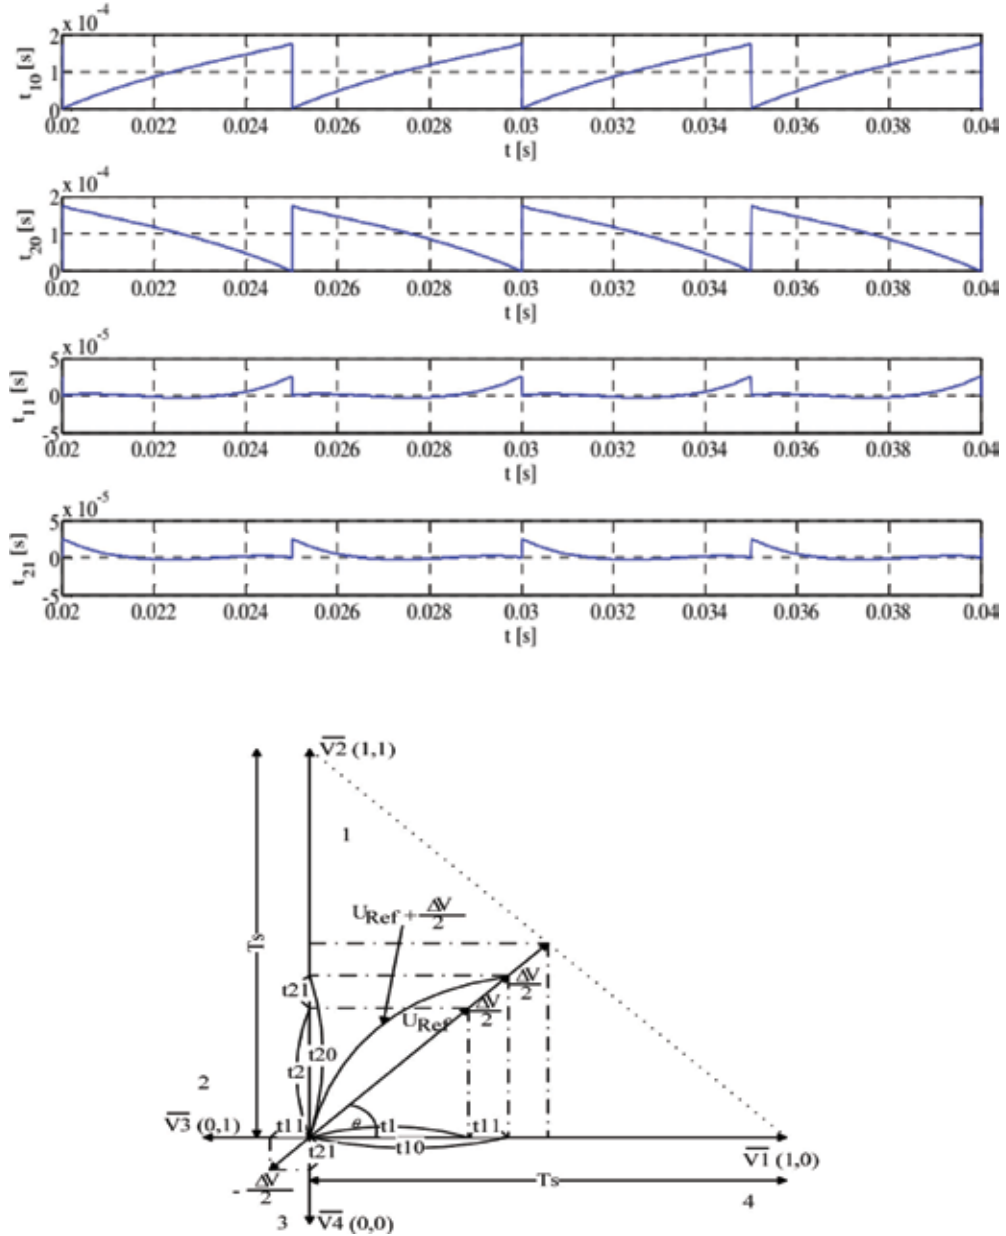 x 10^-4
t10 [s]
2
1
0
0.02 0.022 0.024 0.026 0.028 0.03 0.032 0.034 0.036 0.038 0.04
t [s]
x 10^-4
t20 [s]
2
1
0
0.02 0.022 0.024 0.026 0.028 0.03 0.032 0.034 0.036 0.038 0.04
t [s]
x 10^-5
t11 [s]
5
0
-5
0.02 0.022 0.024 0.026 0.028 0.03 0.032 0.034 0.036 0.038 0.04
t [s]
x 10^-5
t21 [s]
5
0
-5
0.02 0.022 0.024 0.026 0.028 0.03 0.032 0.034 0.036 0.038 0.04
t [s]
V2 (1,1)
1
URef + ΔV/2
Ts
t21
ΔV/2
ΔV/2
URef
t20
t2
2
V3 (0,1)
t11
θ
t1
t11
t10
t21
V1 (1,0)
- ΔV/2
Ts
4
3
V4 (0,0)